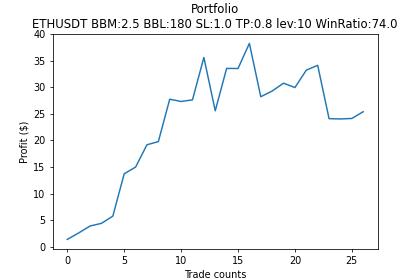 Portfolio
ETHUSDT BBM:2.5 BBL:180 SL:1.0 TP:0.8 lev:10 WinRatio:74.0
40
35
30
25
20
15
10
5
0
Profit ($)
0 5 10 15 20 25
Trade counts